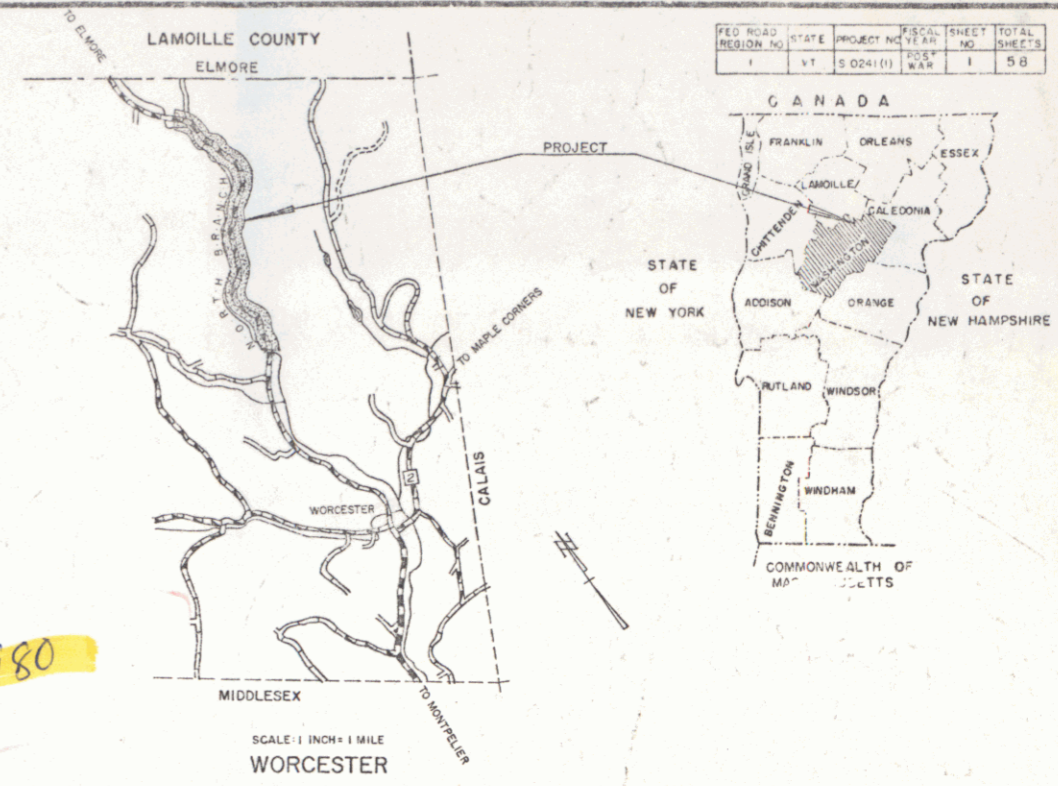 FED ROAD REGION NO
STATE
PROJECT NO
FISCAL YEAR
SHEET NO
TOTAL SHEETS
1
VT
S 0241(1)
POST WAR
1
58
TO ELMORE
LAMOILLE COUNTY
ELMORE
PROJECT
NORTH BRANCH
TO MAPLE CORNERS
2
CALAIS
WORCESTER
MIDDLESEX
TO MONTPELIER
SCALE: 1 INCH = 1 MILE
WORCESTER
80
CANADA
GRAND ISLE
FRANKLIN
ORLEANS
ESSEX
LAMOILLE
CALEDONIA
CHITTENDEN
WASHINGTON
STATE
OF
NEW YORK
ADDISON
ORANGE
STATE
OF
NEW HAMPSHIRE
RUTLAND
WINDSOR
BENNINGTON
WINDHAM
COMMONWEALTH OF